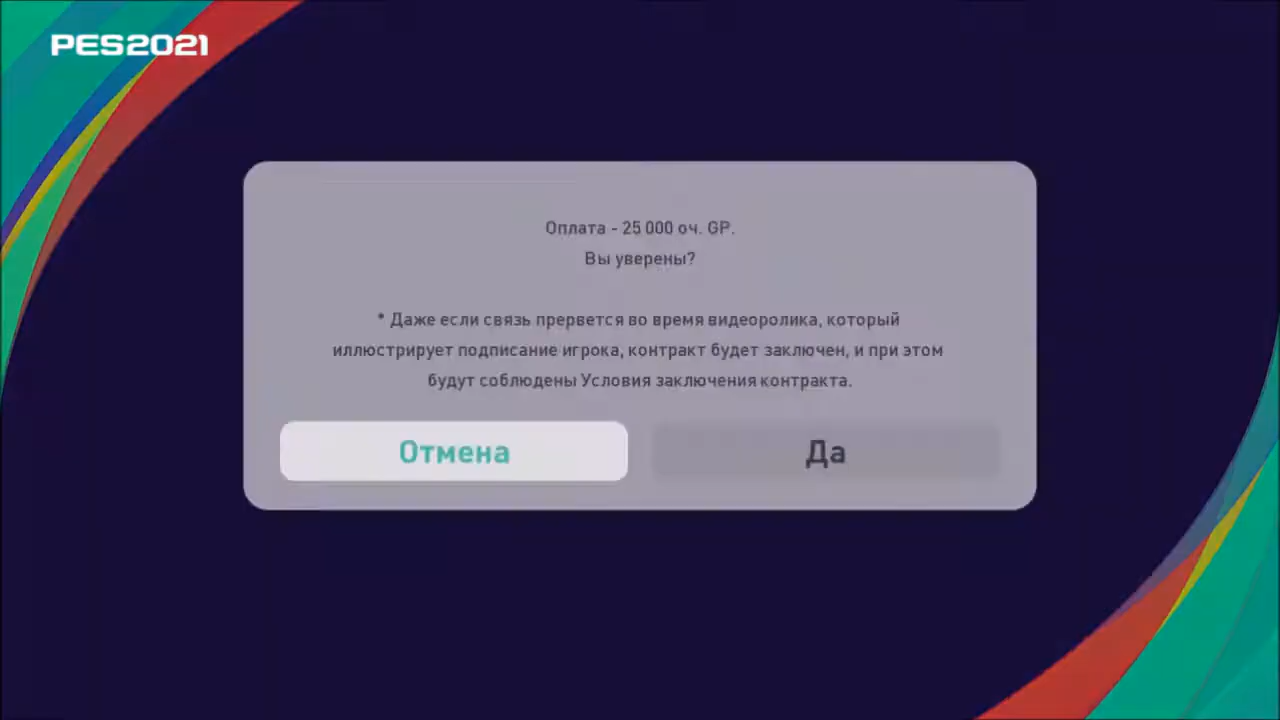 PES2021
Оплата - 25 000 оч. GP.
Вы уверены?
* Даже если связь прервется во время видеоролика, который
иллюстрирует подписание игрока, контракт будет заключен, и при этом
будут соблюдены Условия заключения контракта.
Отмена
Да